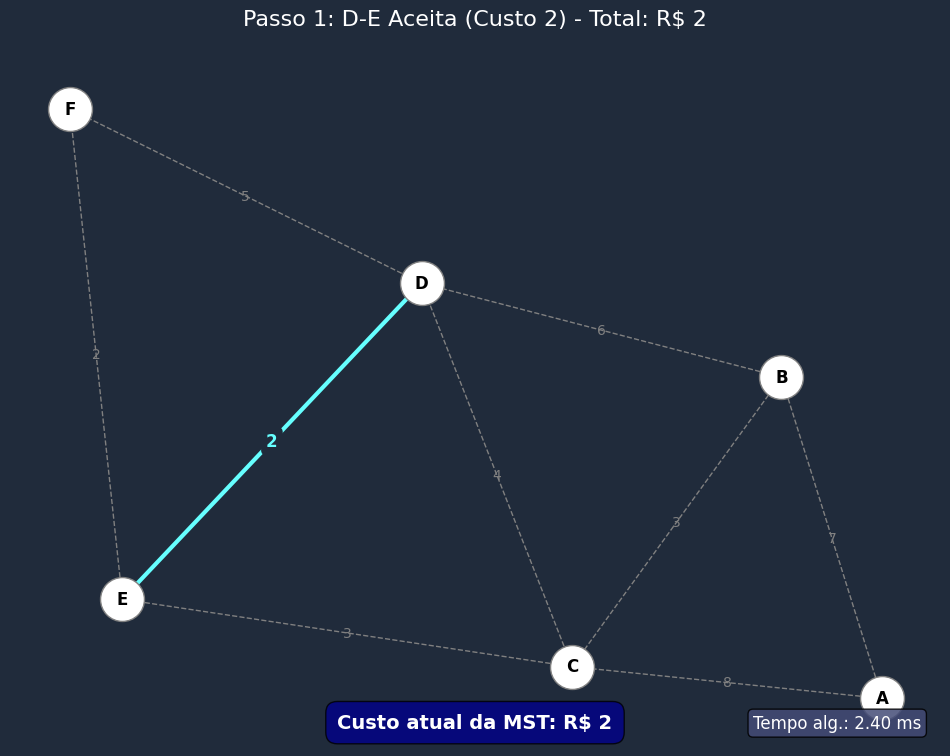 Passo 1: D-E Aceita (Custo 2) - Total: R$ 2
F
5
D
6
2
B
2
4
3
7
E
3
C
8
A
Custo atual da MST: R$ 2
Tempo alg.: 2.40 ms